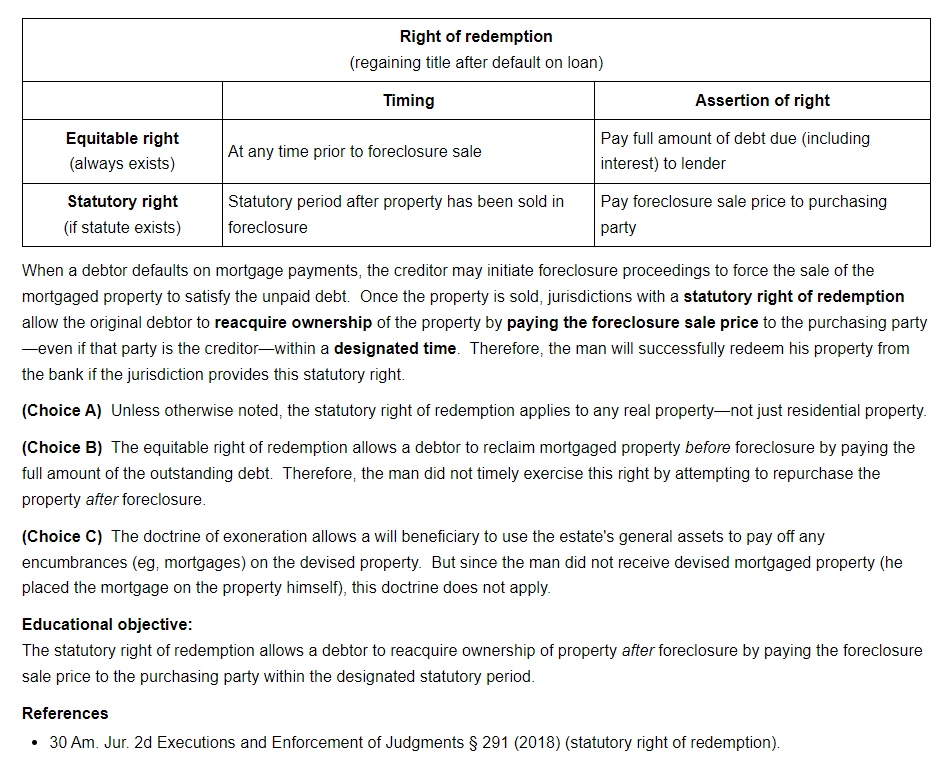 Right of redemption
(regaining title after default on loan)
Timing
Assertion of right
Equitable right
(always exists)
At any time prior to foreclosure sale
Pay full amount of debt due (including
interest) to lender
Statutory right
(if statute exists)
Statutory period after property has been sold in
foreclosure
Pay foreclosure sale price to purchasing
party
When a debtor defaults on mortgage payments, the creditor may initiate foreclosure proceedings to force the sale of the
mortgaged property to satisfy the unpaid debt.  Once the property is sold, jurisdictions with a statutory right of redemption
allow the original debtor to reacquire ownership of the property by paying the foreclosure sale price to the purchasing party
—even if that party is the creditor—within a designated time.  Therefore, the man will successfully redeem his property from
the bank if the jurisdiction provides this statutory right.
(Choice A)  Unless otherwise noted, the statutory right of redemption applies to any real property—not just residential property.
(Choice B)  The equitable right of redemption allows a debtor to reclaim mortgaged property before foreclosure by paying the
full amount of the outstanding debt.  Therefore, the man did not timely exercise this right by attempting to repurchase the
property after foreclosure.
(Choice C)  The doctrine of exoneration allows a will beneficiary to use the estate's general assets to pay off any
encumbrances (eg, mortgages) on the devised property.  But since the man did not receive devised mortgaged property (he
placed the mortgage on the property himself), this doctrine does not apply.
Educational objective:
The statutory right of redemption allows a debtor to reacquire ownership of property after foreclosure by paying the foreclosure
sale price to the purchasing party within the designated statutory period.
References
• 30 Am. Jur. 2d Executions and Enforcement of Judgments § 291 (2018) (statutory right of redemption).